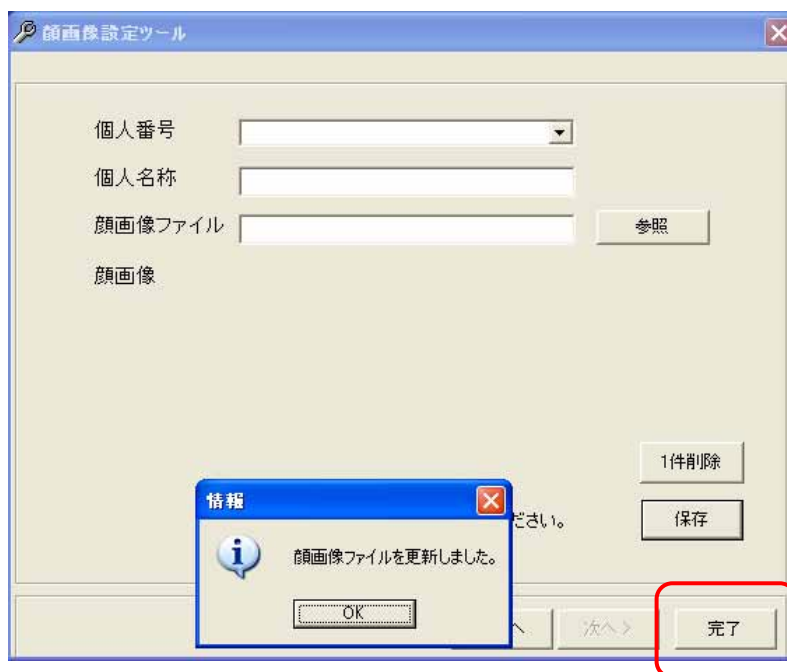 顔画像設定ツール
個人番号
個人名称
顔画像ファイル
参照
顔画像
1件削除
情報
ださい。
保存
顔画像ファイルを更新しました。
OK
へ
次へ >
完了